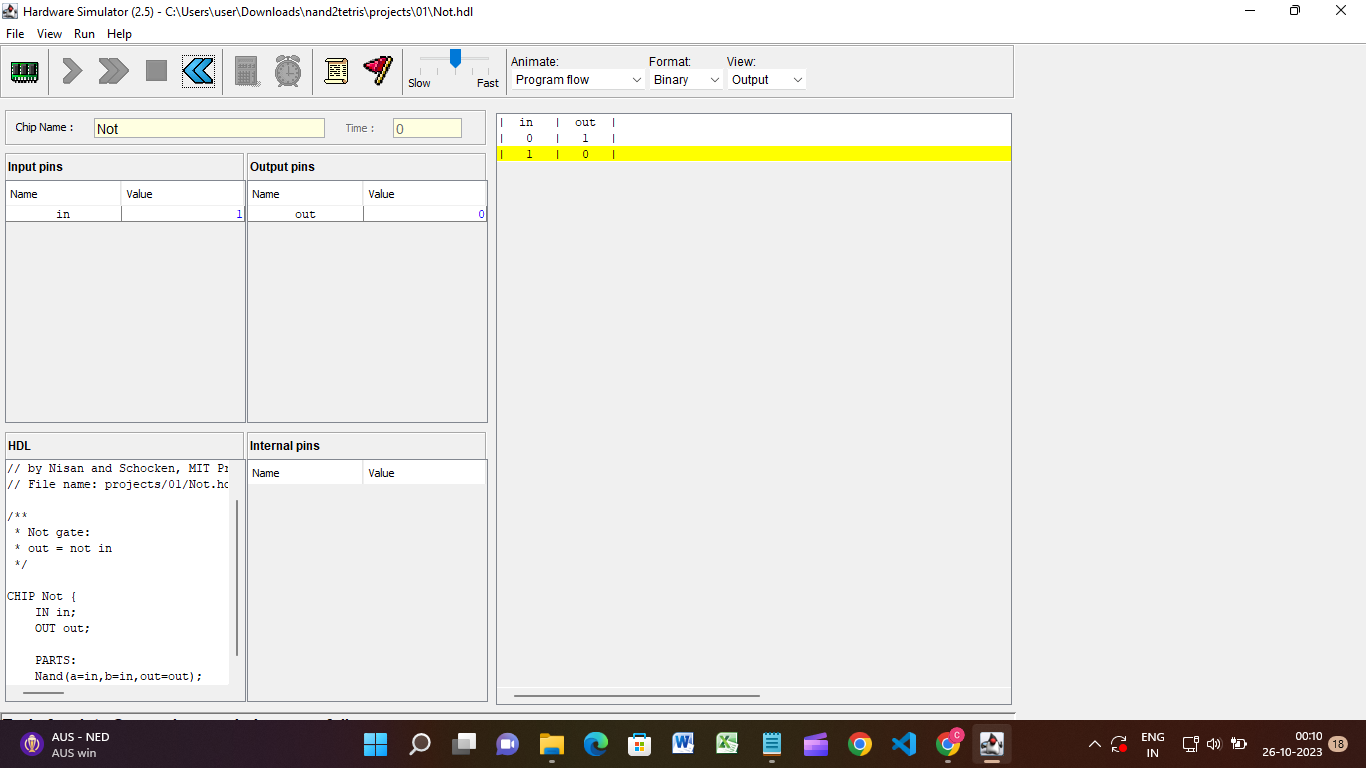 Hardware Simulator (2.5) - C:\Users\user\Downloads\nand2tetris\projects\01\Not.hdl
File View Run Help
Slow Fast
Animate: Format: View:
Program flow Binary Output
Chip Name : Not Time : 0
Input pins
Name Value
in 1
Output pins
Name Value
out 0
| in | out |
| 0 | 1 |
| 1 | 0 |
HDL
// by Nisan and Schocken, MIT
// File name: projects/01/Not.
/**
* Not gate:
* out = not in
*/
CHIP Not {
IN in;
OUT out;
PARTS:
Nand(a=in,b=in,out=out);
Internal pins
Name Value
AUS - NED
AUS win
C
ENG
IN
00:10
26-10-2023
18